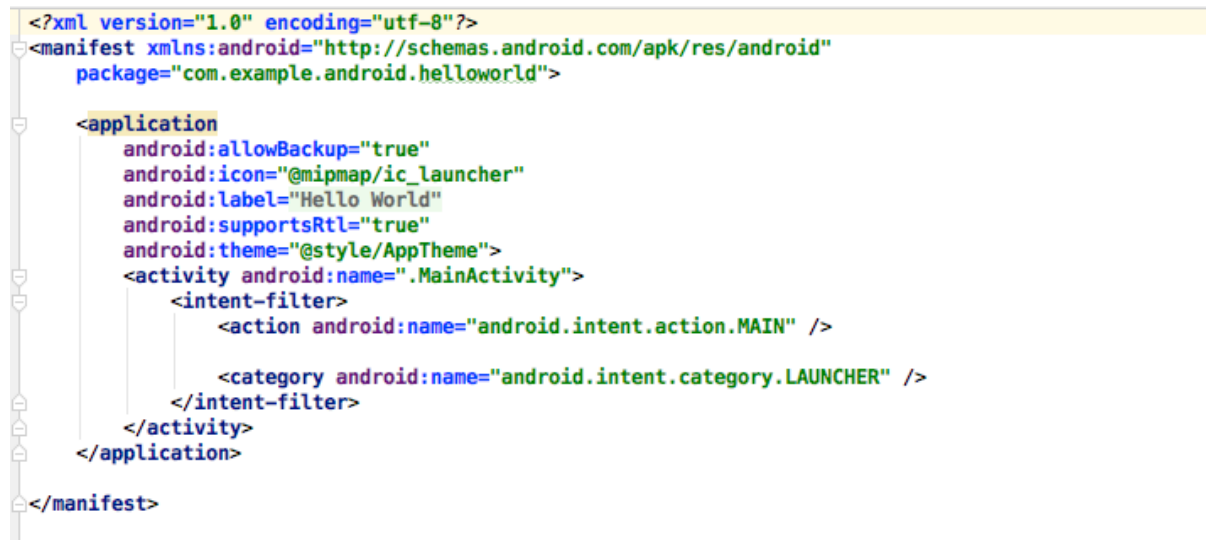 <?xml version="1.0" encoding="utf-8"?>
<manifest xmlns:android="http://schemas.android.com/apk/res/android"
    package="com.example.android.helloworld">

    <application
        android:allowBackup="true"
        android:icon="@mipmap/ic_launcher"
        android:label="Hello World"
        android:supportsRtl="true"
        android:theme="@style/AppTheme">
        <activity android:name=".MainActivity">
            <intent-filter>
                <action android:name="android.intent.action.MAIN" />

                <category android:name="android.intent.category.LAUNCHER" />
            </intent-filter>
        </activity>
    </application>

</manifest>